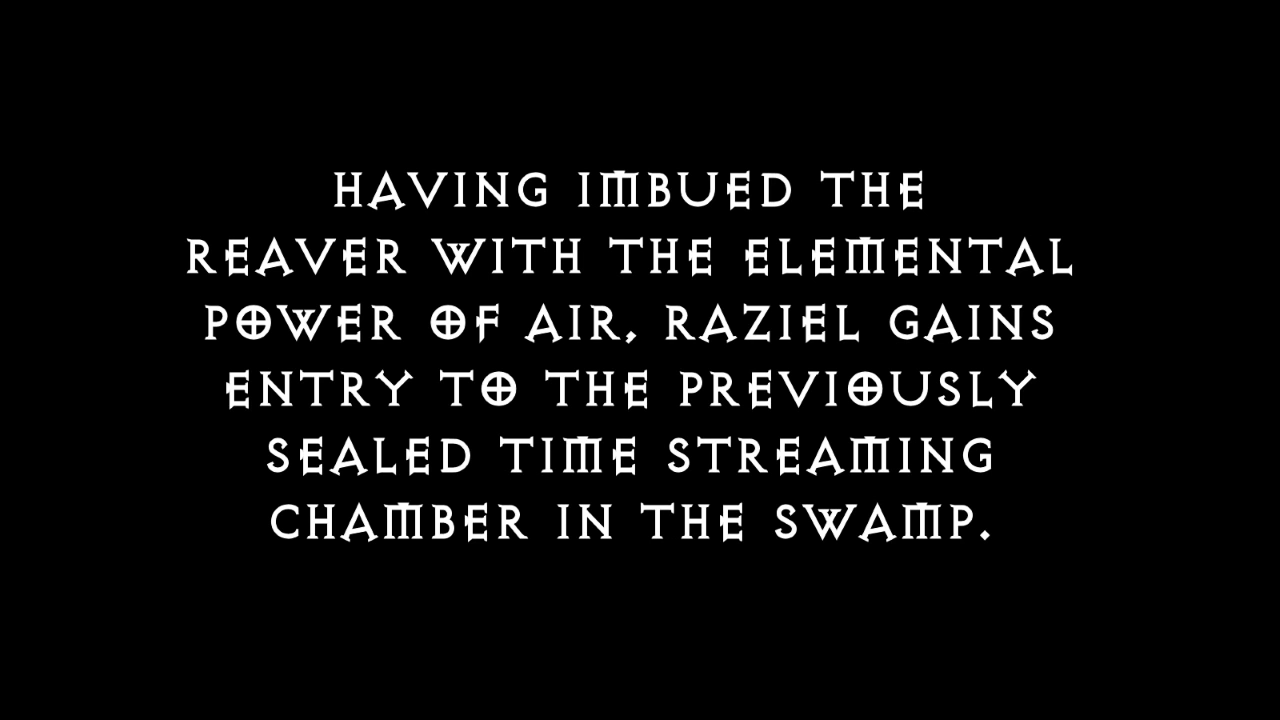 HAVING IMBUED THE
REAVER WITH THE ELEMENTAL
POWER OF AIR, RAZIEL GAINS
ENTRY TO THE PREVIOUSLY
SEALED TIME STREAMING
CHAMBER IN THE SWAMP.